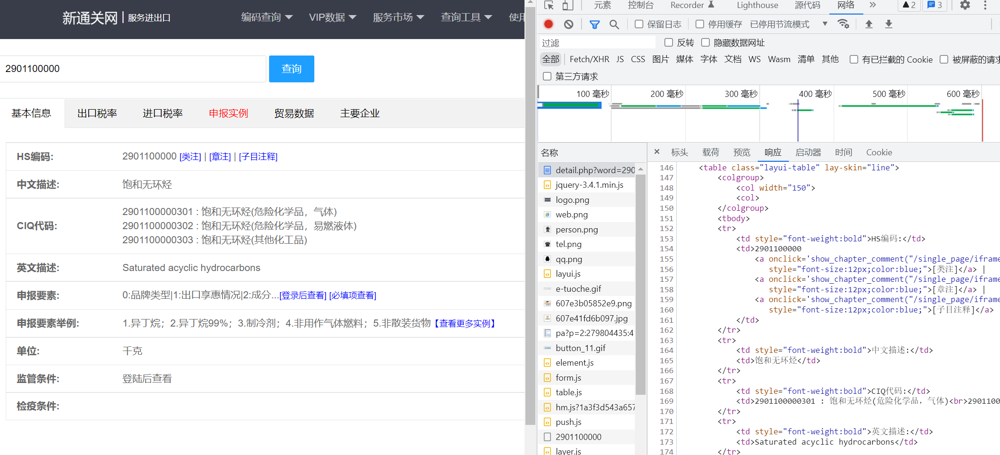 新通关网 | 服务进出口
编码查询
VIP数据
服务市场
查询工具
使用
2901100000
查询
基本信息
出口税率
进口税率
申报实例
贸易数据
主要企业
HS编码:
2901100000 [类注] | [章注] | [子目注释]
中文描述:
饱和无环烃
CIQ代码:
2901100000301 : 饱和无环烃(危险化学品，气体)
2901100000302 : 饱和无环烃(危险化学品，易燃液体)
2901100000303 : 饱和无环烃(其他化工品)
英文描述:
Saturated acyclic hydrocarbons
申报要素:
0:品牌类型|1:出口享惠情况|2:成分...[登录后查看] [必填项查看]
申报要素举例:
1.异丁烷；2.异丁烷99%；3.制冷剂；4.非用作气体燃料；5.非散装货物【查看更多实例】
单位:
千克
监管条件:
登陆后查看
检疫条件:
元素
控制台
Recorder
Lighthouse
源代码
网络
2
3
保留日志
停用缓存
已停用节流模式
过滤
反转
隐藏数据网址
全部
Fetch/XHR
JS
CSS
图片
媒体
字体
文档
WS
Wasm
清单
其他
有已拦截的 Cookie
被屏蔽的请求
第三方请求
100 毫秒
200 毫秒
300 毫秒
400 毫秒
500 毫秒
600 毫秒
名称
detail.php?word=290
jquery-3.4.1.min.js
logo.png
web.png
person.png
tel.png
qq.png
layui.js
e-tuoche.gif
607e3b05852e9.png
607e41fd6b097.jpg
pa?p=2:279804435:4
button_11.gif
element.js
form.js
table.js
hm.js?1a3f3d543a657
push.js
2901100000
layer.js
标头
载荷
预览
响应
启动器
时间
Cookie
146 <table class="layui-table" lay-skin="line">
147 <colgroup>
148 <col width="150">
149 <col>
150 </colgroup>
151 <tbody>
152 <tr>
153 <td style="font-weight:bold">HS编码:</td>
154 <td>2901100000
155 <a onclick='show_chapter_comment("/single_page/iframe
156 style="font-size:12px;color:blue;">[类注]</a> |
157 <a onclick='show_chapter_comment("/single_page/iframe
158 style="font-size:12px;color:blue;">[章注]</a> |
159 <a onclick='show_chapter_comment("/single_page/iframe
160 style="font-size:12px;color:blue;">[子目注释]</a>
161 </td>
162 </tr>
163 <tr>
164 <td style="font-weight:bold">中文描述:</td>
165 <td>饱和无环烃</td>
166 </tr>
167 <tr>
168 <td style="font-weight:bold">CIQ代码:</td>
169 <td>2901100000301 : 饱和无环烃(危险化学品，气体)<br>2901100
170 </tr>
171 <tr>
172 <td style="font-weight:bold">英文描述:</td>
173 <td>Saturated acyclic hydrocarbons</td>
174 </tr>